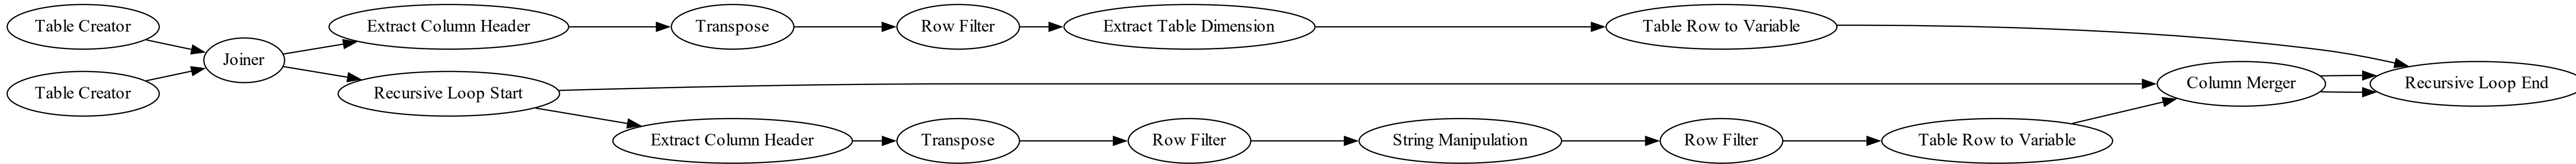 Table Creator
Table Creator
Joiner
Extract Column Header
Transpose
Row Filter
Extract Table Dimension
Table Row to Variable
Recursive Loop Start
Column Merger
Recursive Loop End
Extract Column Header
Transpose
Row Filter
String Manipulation
Row Filter
Table Row to Variable